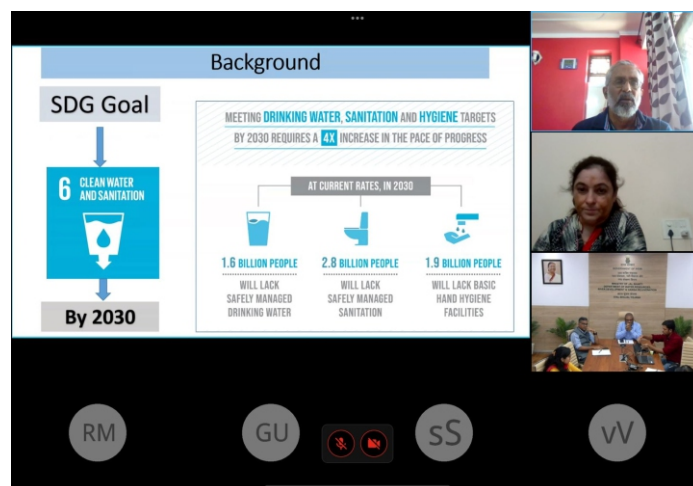 Background
SDG Goal
6 CLEAN WATER
AND SANITATION
By 2030
MEETING DRINKING WATER, SANITATION AND HYGIENE TARGETS
BY 2030 REQUIRES A 4X INCREASE IN THE PACE OF PROGRESS
AT CURRENT RATES, IN 2030
1.6 BILLION PEOPLE
WILL LACK
SAFELY MANAGED
DRINKING WATER
2.8 BILLION PEOPLE
WILL LACK
SAFELY MANAGED
SANITATION
1.9 BILLION PEOPLE
WILL LACK BASIC
HAND HYGIENE
FACILITIES
RM
GU
sS
vV